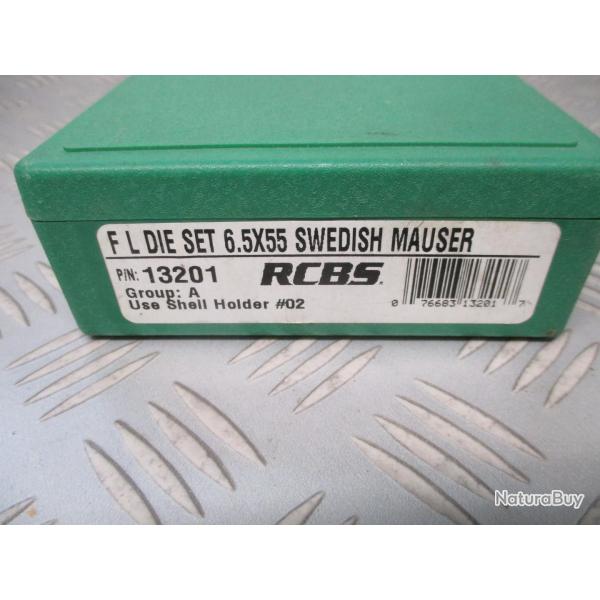 F L DIE SET 6.5X55 SWEDISH MAUSER
P/N: 13201 RCBS.
Group: A
Use Shell Holder #02
0 76683 13201 7
NaturaBuy